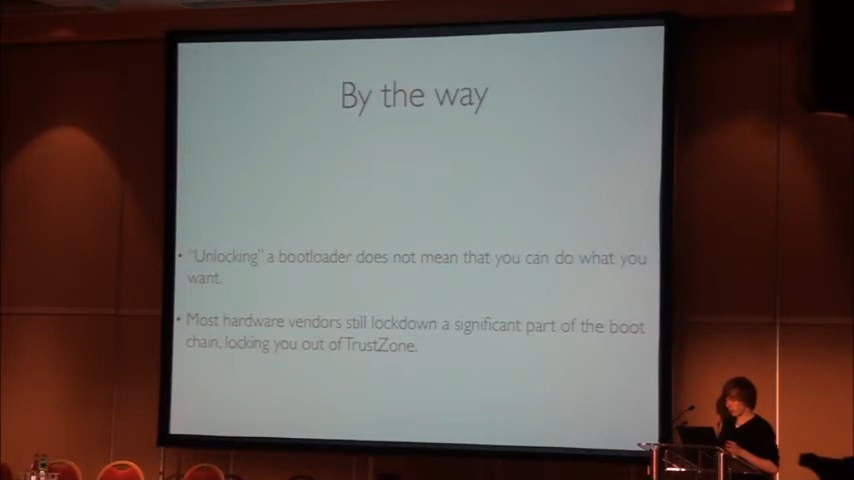 By the way
• “Unlocking” a bootloader does not mean that you can do what you
want.
• Most hardware vendors still lockdown a significant part of the boot
chain, locking you out of TrustZone.